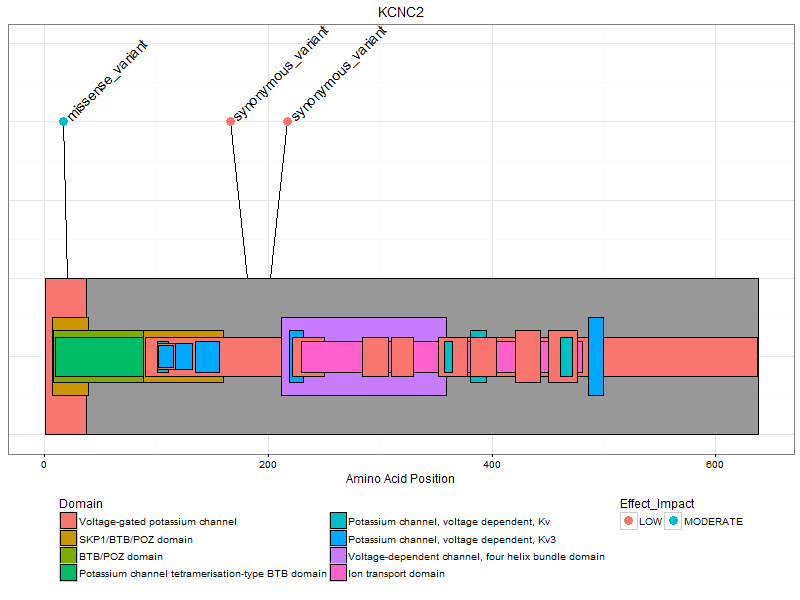 KCNC2
missense_variant
synonymous_variant
synonymous_variant
0
200
400
600
Amino Acid Position
Domain
Voltage-gated potassium channel
SKP1/BTB/POZ domain
BTB/POZ domain
Potassium channel tetramerisation-type BTB domain
Potassium channel, voltage dependent, Kv
Potassium channel, voltage dependent, Kv3
Voltage-dependent channel, four helix bundle domain
Ion transport domain
Effect_Impact
LOW
MODERATE